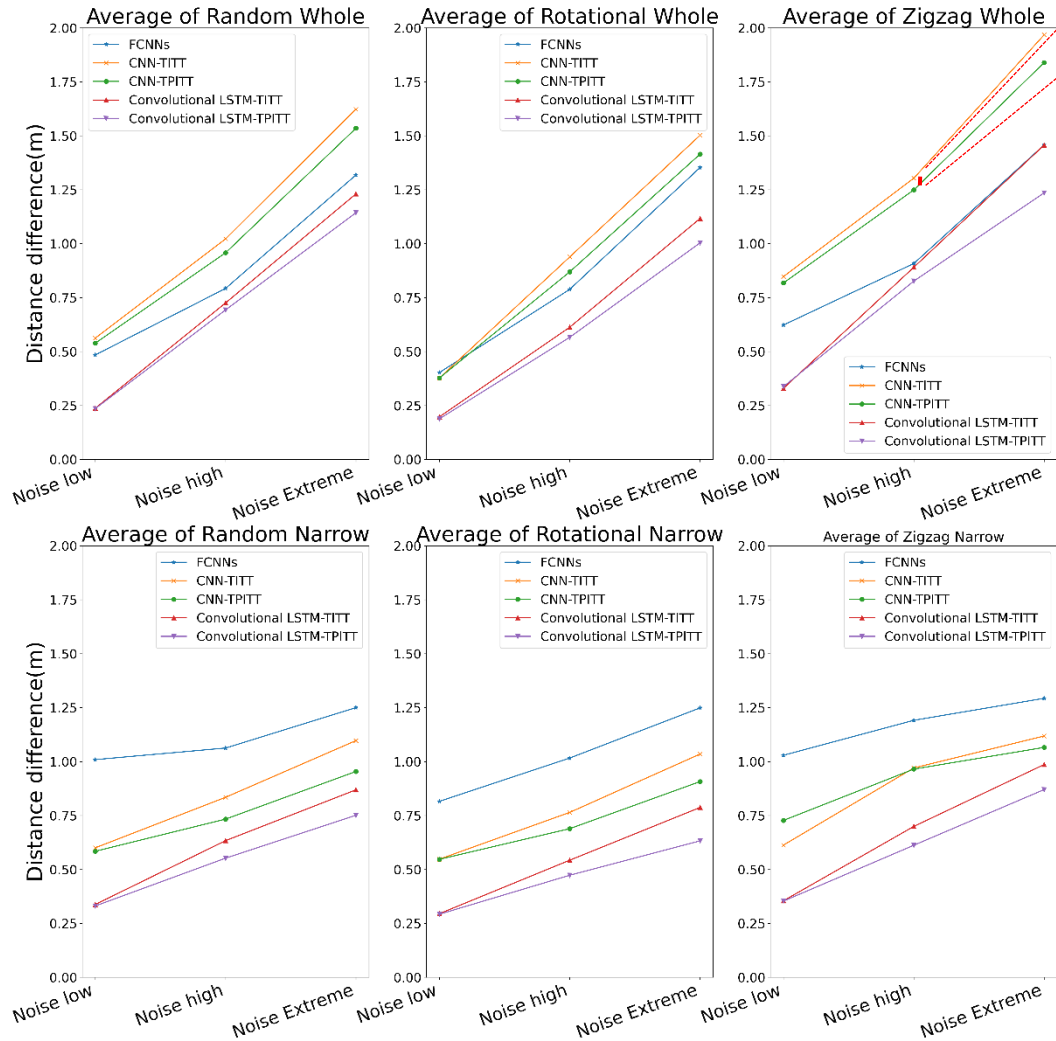 Average of Random Whole
Distance difference(m)
2.00
1.75
1.50
1.25
1.00
0.75
0.50
0.25
0.00
FCNNs
CNN-TITT
CNN-TPITT
Convolutional LSTM-TITT
Convolutional LSTM-TPITT
Noise low
Noise high
Noise Extreme
Average of Rotational Whole
2.00
1.75
1.50
1.25
1.00
0.75
0.50
0.25
0.00
FCNNs
CNN-TITT
CNN-TPITT
Convolutional LSTM-TITT
Convolutional LSTM-TPITT
Noise low
Noise high
Noise Extreme
Average of Zigzag Whole
2.00
1.75
1.50
1.25
1.00
0.75
0.50
0.25
0.00
FCNNs
CNN-TITT
CNN-TPITT
Convolutional LSTM-TITT
Convolutional LSTM-TPITT
Noise low
Noise high
Noise Extreme
Average of Random Narrow
Distance difference(m)
2.00
1.75
1.50
1.25
1.00
0.75
0.50
0.25
0.00
FCNNs
CNN-TITT
CNN-TPITT
Convolutional LSTM-TITT
Convolutional LSTM-TPITT
Noise low
Noise high
Noise Extreme
Average of Rotational Narrow
2.00
1.75
1.50
1.25
1.00
0.75
0.50
0.25
0.00
FCNNs
CNN-TITT
CNN-TPITT
Convolutional LSTM-TITT
Convolutional LSTM-TPITT
Noise low
Noise high
Noise Extreme
Average of Zigzag Narrow
2.00
1.75
1.50
1.25
1.00
0.75
0.50
0.25
0.00
FCNNs
CNN-TITT
CNN-TPITT
Convolutional LSTM-TITT
Convolutional LSTM-TPITT
Noise low
Noise high
Noise Extreme